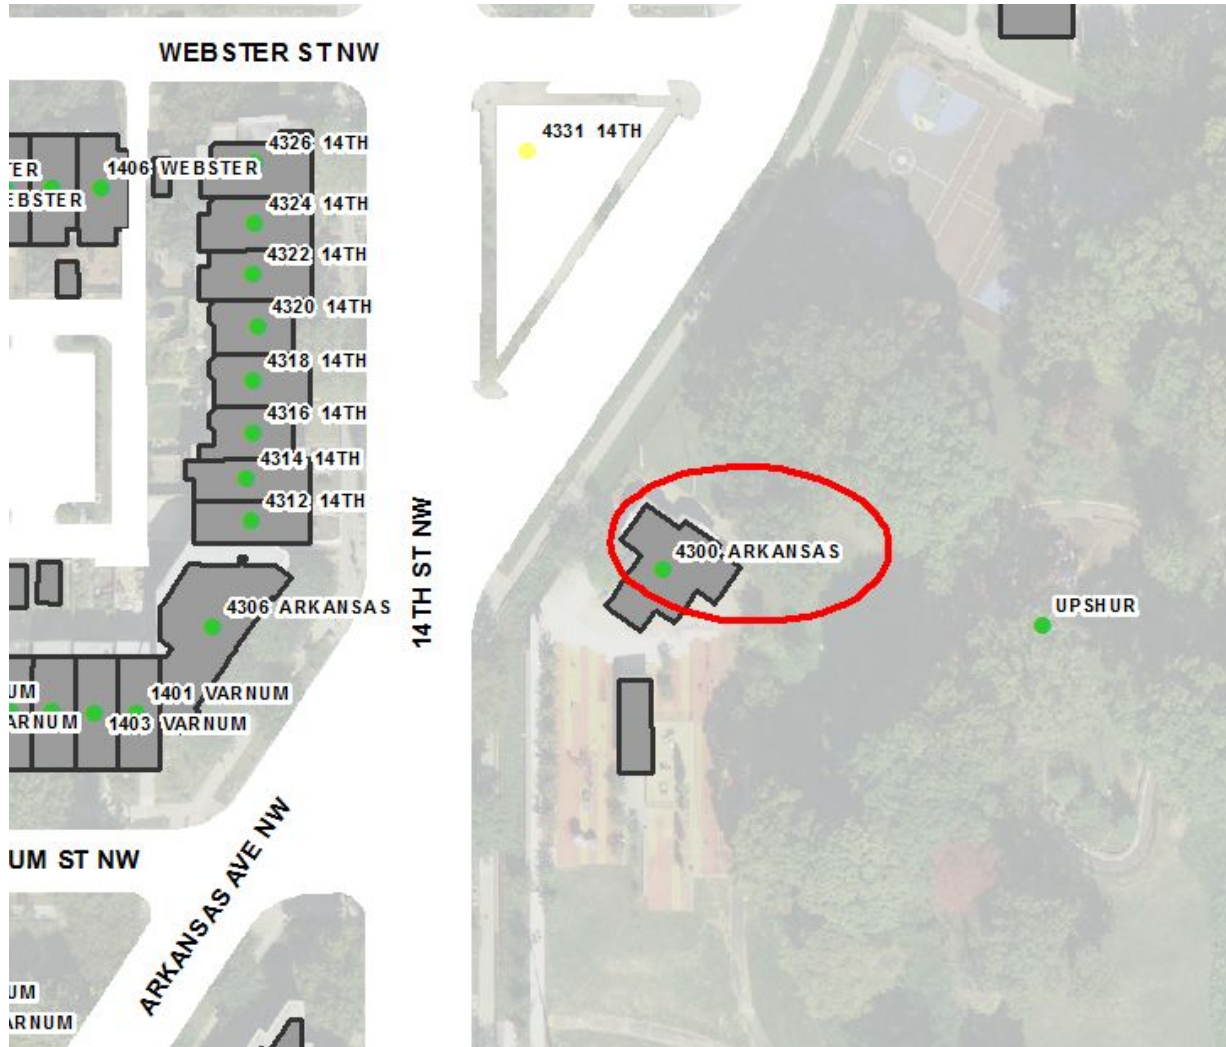 WEBSTER ST NW
4331 14TH
4326 14TH
TER
1406 WEBSTER
EBSTER
4324 14TH
4322 14TH
4320 14TH
4318 14TH
4316 14TH
4314 14TH
4312 14TH
14TH ST NW
4300 ARKANSAS
4306 ARKANSAS
UPSHUR
UM
1401 VARNUM
ARNUM
1403 VARNUM
UM ST NW
ARKANSAS AVE NW
UM
ARNUM